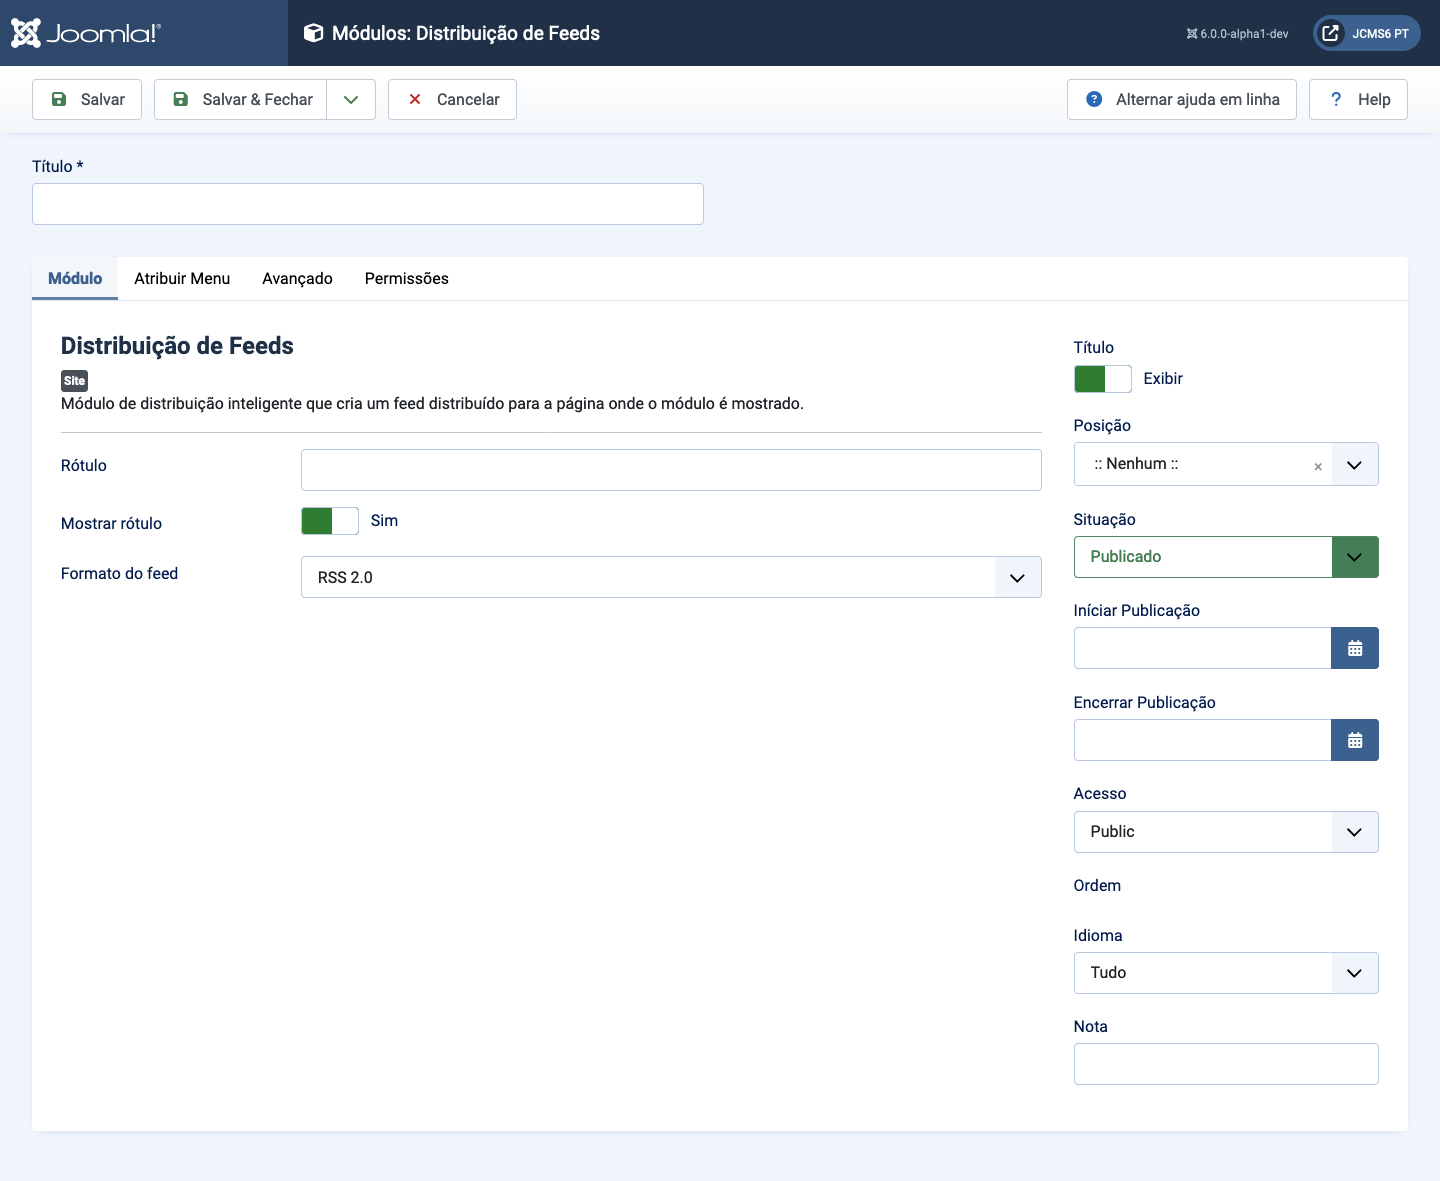 Joomla!
Módulos: Distribuição de Feeds
6.0.0-alpha1-dev
JCMS6 PT
Salvar
Salvar & Fechar
Cancelar
Alternar ajuda em linha
Help
Título *
Módulo
Atribuir Menu
Avançado
Permissões
Distribuição de Feeds
Site
Módulo de distribuição inteligente que cria um feed distribuído para a página onde o módulo é mostrado.
Rótulo
Mostrar rótulo
Sim
Formato do feed
RSS 2.0
Título
Exibir
Posição
:: Nenhum ::
Situação
Publicado
Iníciar Publicação
Encerrar Publicação
Acesso
Public
Ordem
Idioma
Tudo
Nota